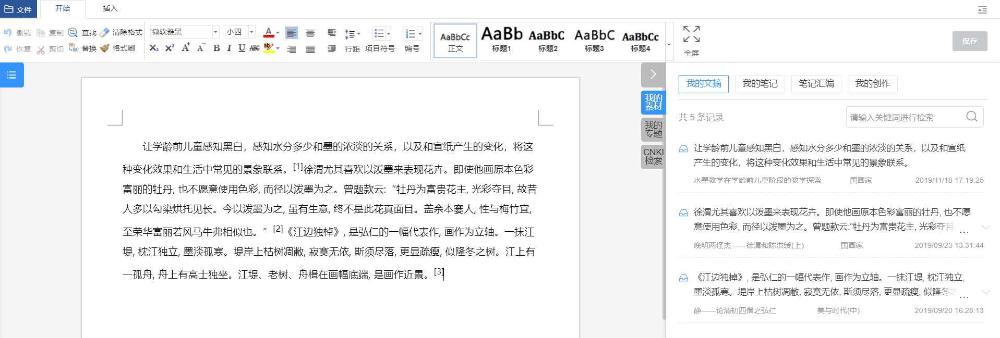 文件 开始 插入
撤销 复制 查找 清除格式 微软雅黑 小四 A
恢复 剪切 替换 格式刷 X₂ X² A⁺ A⁻ B I U ABC ab 行距 项目符号 编号
AaBbCc AaBb AaBbC AaBbC AaBbCc
正文 标题1 标题2 标题3 标题4
全屏
保存
让学龄前儿童感知黑白，感知水分多少和墨的浓淡的关系，以及和宣纸产生的变化，将这
种变化效果和生活中常见的景象联系。[1]徐渭尤其喜欢以泼墨来表现花卉。即使他画原本色彩
富丽的牡丹, 也不愿意使用色彩, 而径以泼墨为之。曾题款云:“牡丹为富贵花主, 光彩夺目, 故昔
人多以勾染烘托见长。今以泼墨为之, 虽有生意, 终不是此花真面目。盖余本窭人, 性与梅竹宜,
至荣华富丽若风马牛弗相似也。”[2]《江边独棹》, 是弘仁的一幅代表作, 画作为立轴。一抹江
堤, 枕江独立, 墨淡孤寒。堤岸上枯树凋敝, 寂寞无依, 斯须尽落, 更显疏瘦, 似隆冬之树。江上有
一孤舟, 舟上有高士独坐。江堤、老树、舟楫在画幅底端, 是画作近景。[3]
我的
素材
我的
专题
CNKI
检索
我的文摘 我的笔记 笔记汇编 我的创作
共 5 条记录 请输入关键词进行检索
让学龄前儿童感知黑白，感知水分多少和墨的浓淡的关系，以及和宣纸
产生的变化，将这种变化效果和生活中常见的景象联系。
水墨教学在学龄前儿童阶段的教学探索 国画家 2019/11/18 17:19:25
徐渭尤其喜欢以泼墨来表现花卉。即使他画原本色彩富丽的牡丹, 也不愿
意使用色彩, 而径以泼墨为之。曾题款云:“牡丹为富贵花主, 光彩夺目 ...
晚明两怪杰——徐渭和陈洪绶(上) 国画家 2019/09/23 13:31:44
《江边独棹》, 是弘仁的一幅代表作, 画作为立轴。一抹江堤, 枕江独立,
墨淡孤寒。堤岸上枯树凋敝, 寂寞无依, 斯须尽落, 更显疏瘦, 似隆冬之 ...
静——论清初四僧之弘仁 美与时代(中) 2019/09/20 16:28:13